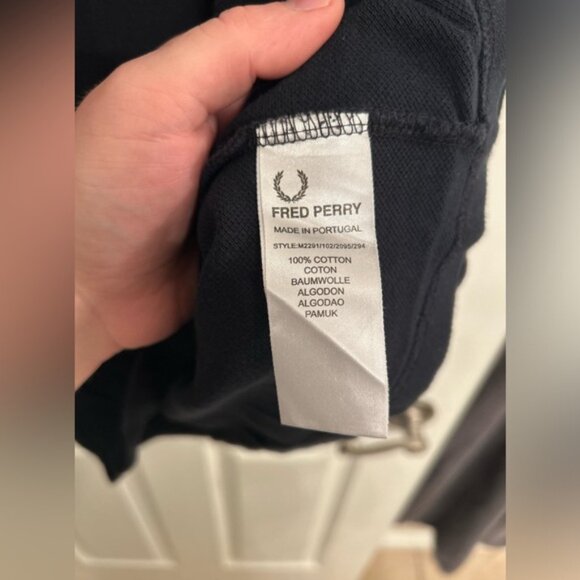 FRED PERRY
MADE IN PORTUGAL
STYLE:M2291/102/2095/294
100% COTTON
COTON
BAUMWOLLE
ALGODON
ALGODAO
PAMUK